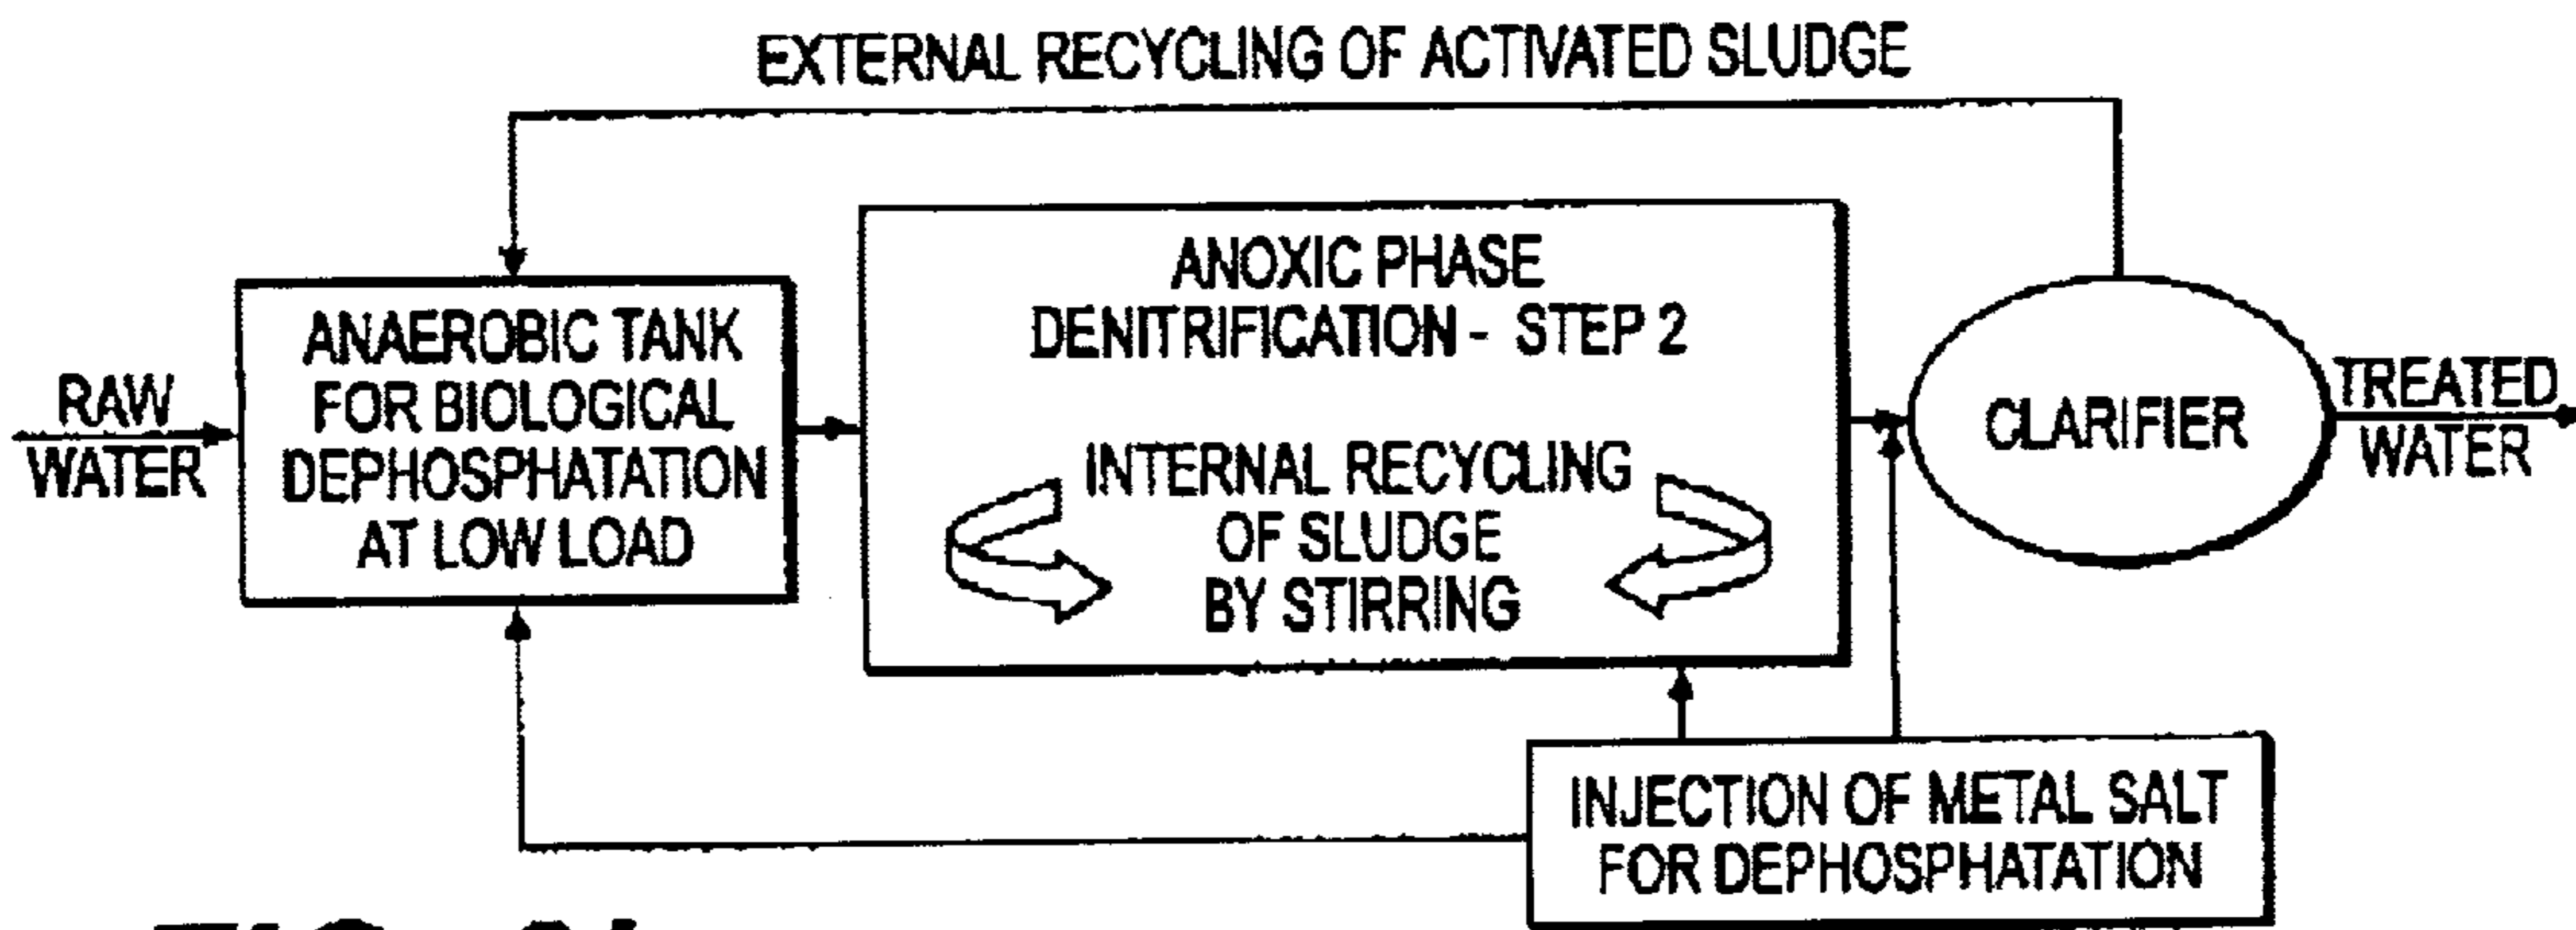 EXTERNAL RECYCLING OF ACTIVATED SLUDGE
RAW
WATER
ANAEROBIC TANK
FOR BIOLOGICAL
DEPHOSPHATATION
AT LOW LOAD
ANOXIC PHASE
DENITRIFICATION - STEP 2
INTERNAL RECYCLING
OF SLUDGE
BY STIRRING
CLARIFIER
TREATED
WATER
INJECTION OF METAL SALT
FOR DEPHOSPHATATION